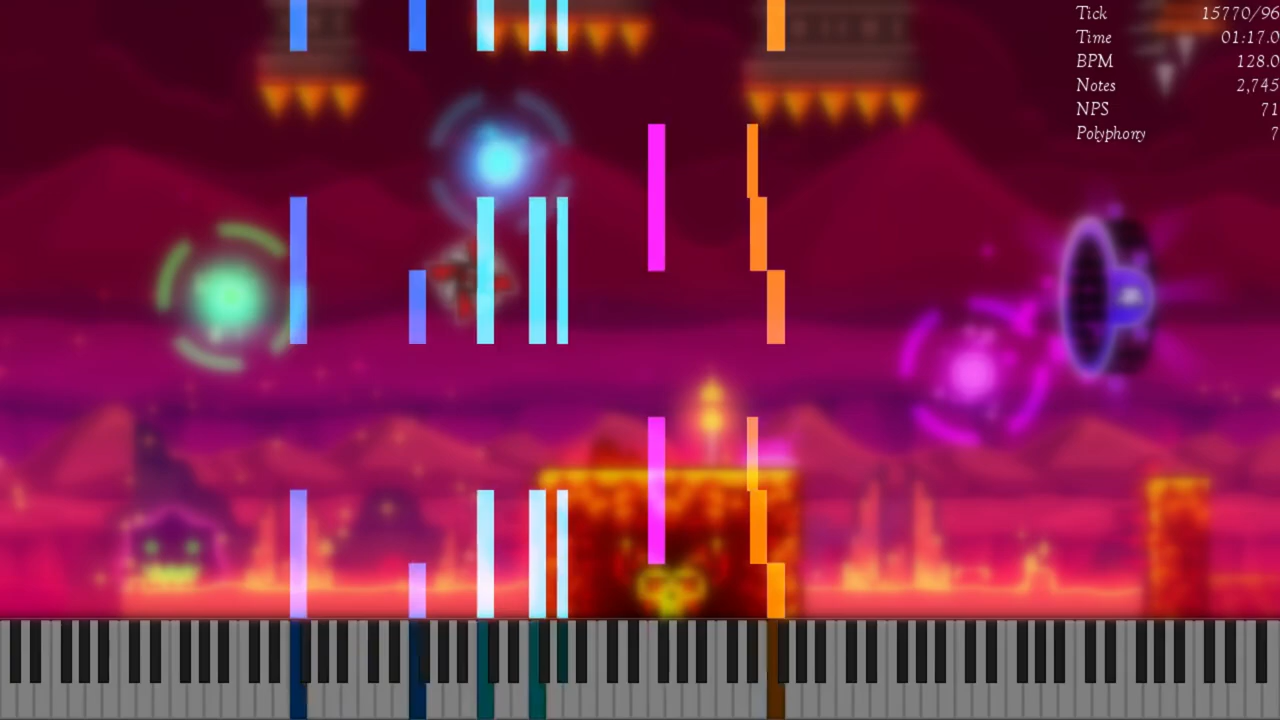 Tick 15770/96
Time 01:17.0
BPM 128.0
Notes 2,745
NPS 71
Polyphony 7